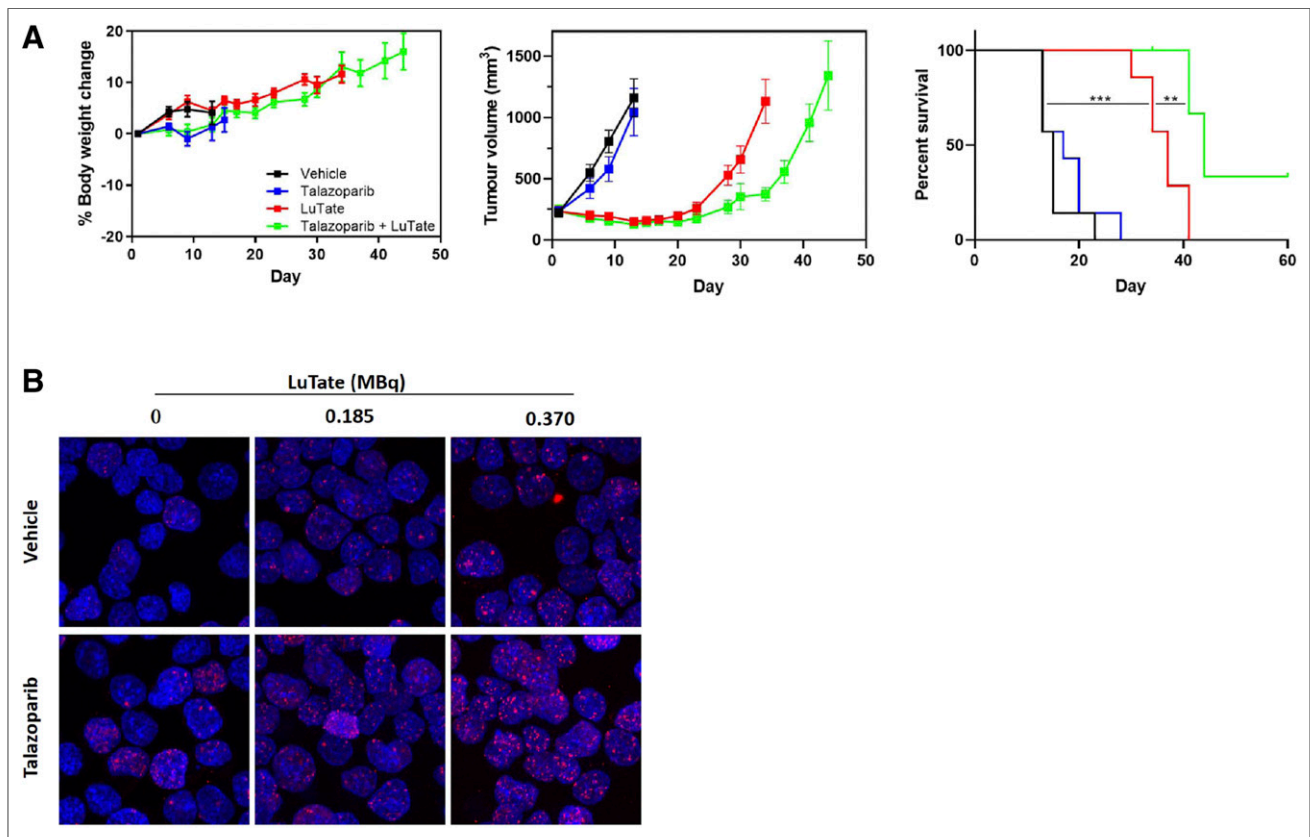 A
% Body weight change
20
10
0
-10
-20
Vehicle
Talazoparib
LuTate
Talazoparib + LuTate
0 10 20 30 40 50
Day
Tumour volume (mm³)
1500
1000
500
250
0
0 10 20 30 40 50
Day
Percent survival
100
50
0
*** **
0 20 40 60
Day
B
LuTate (MBq)
0 0.185 0.370
Vehicle
Talazoparib